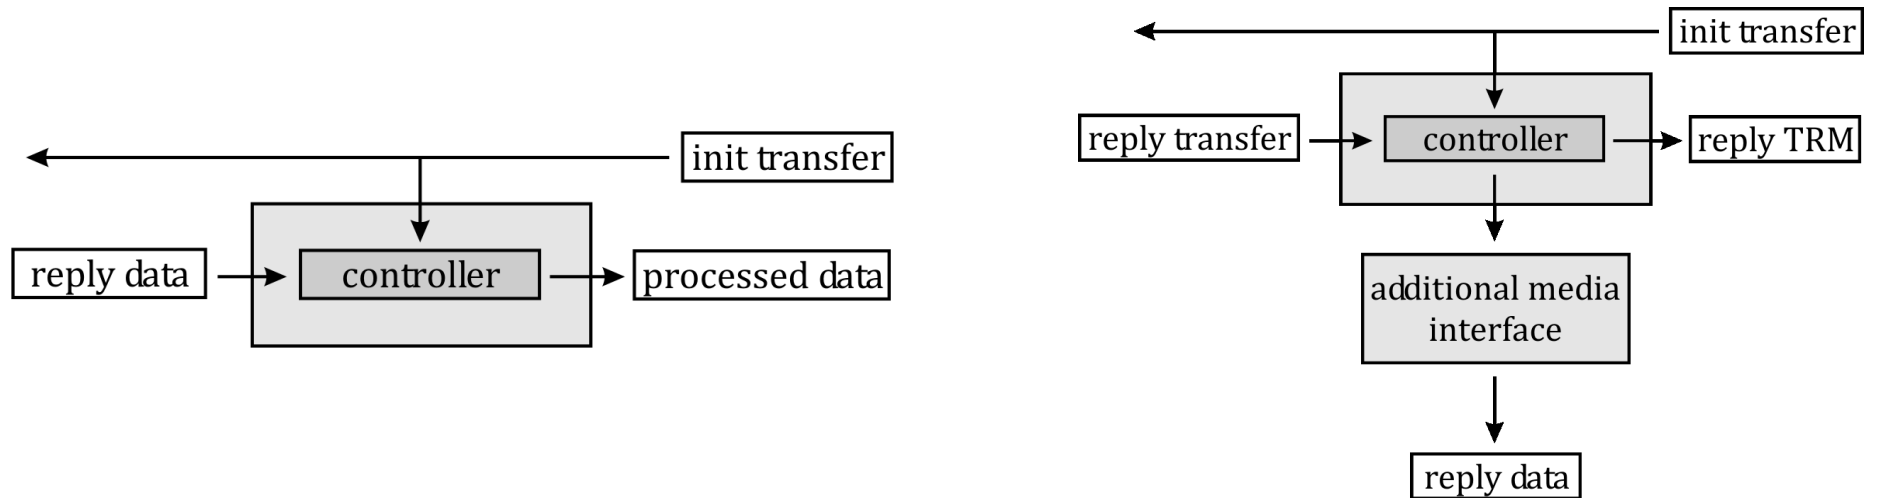 init transfer
reply data
controller
processed data
init transfer
reply transfer
controller
reply TRM
additional media
interface
reply data